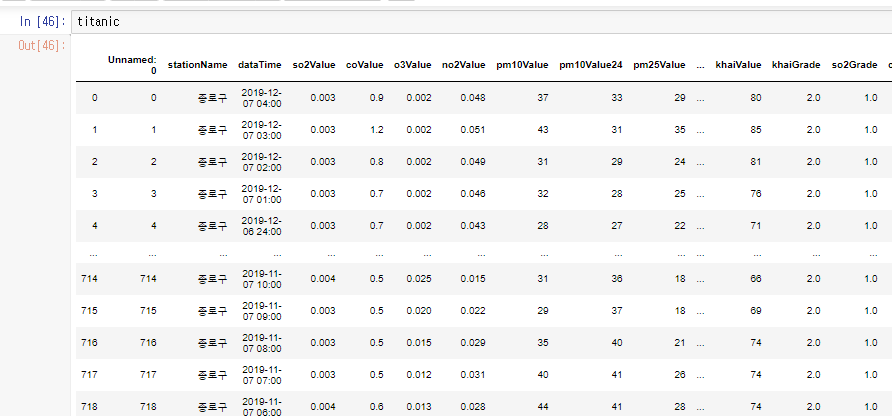 In [46]: titanic
Out[46]:
Unnamed: 0 stationName dataTime so2Value coValue o3Value no2Value pm10Value pm10Value24 pm25Value ... khaiValue khaiGrade so2Grade
0 0 종로구 2019-12-07 04:00 0.003 0.9 0.002 0.048 37 33 29 ... 80 2.0 1.0
1 1 종로구 2019-12-07 03:00 0.003 1.2 0.002 0.051 43 31 35 ... 85 2.0 1.0
2 2 종로구 2019-12-07 02:00 0.003 0.8 0.002 0.049 31 29 24 ... 81 2.0 1.0
3 3 종로구 2019-12-07 01:00 0.003 0.7 0.002 0.046 32 28 25 ... 76 2.0 1.0
4 4 종로구 2019-12-06 24:00 0.003 0.7 0.002 0.043 28 27 22 ... 71 2.0 1.0
... ... ... ... ... ... ... ... ... ... ... ... ... ... ...
714 714 종로구 2019-11-07 10:00 0.004 0.5 0.025 0.015 31 36 18 ... 66 2.0 1.0
715 715 종로구 2019-11-07 09:00 0.003 0.5 0.020 0.022 29 37 18 ... 69 2.0 1.0
716 716 종로구 2019-11-07 08:00 0.003 0.5 0.015 0.029 35 40 21 ... 74 2.0 1.0
717 717 종로구 2019-11-07 07:00 0.003 0.5 0.012 0.031 40 41 26 ... 74 2.0 1.0
718 718 종로구 2019-11-07 06:00 0.004 0.6 0.013 0.028 44 41 28 ... 74 2.0 1.0